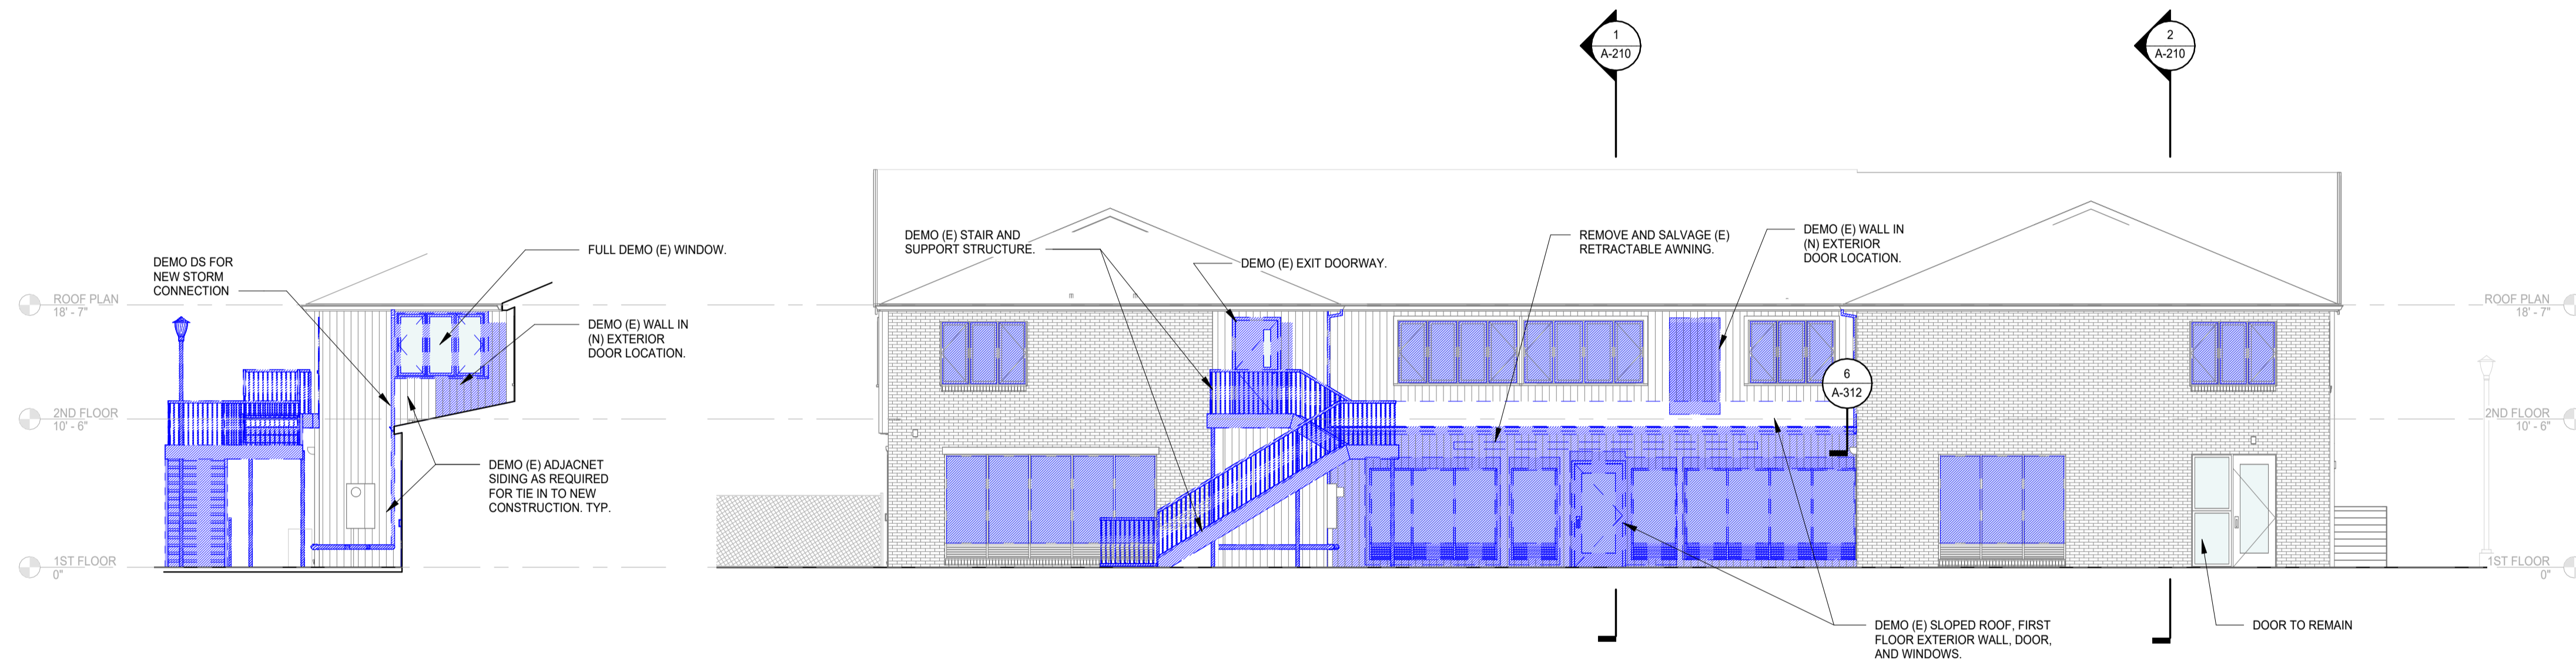 1
A-210
2
A-210
DEMO DS FOR
NEW STORM
CONNECTION
FULL DEMO (E) WINDOW.
DEMO (E) WALL IN
(N) EXTERIOR
DOOR LOCATION.
DEMO (E) ADJACNET
SIDING AS REQUIRED
FOR TIE IN TO NEW
CONSTRUCTION. TYP.
ROOF PLAN
18' - 7"
2ND FLOOR
10' - 6"
1ST FLOOR
0"
DEMO (E) STAIR AND
SUPPORT STRUCTURE.
DEMO (E) EXIT DOORWAY.
REMOVE AND SALVAGE (E)
RETRACTABLE AWNING.
DEMO (E) WALL IN
(N) EXTERIOR
DOOR LOCATION.
6
A-312
ROOF PLAN
18' - 7"
2ND FLOOR
10' - 6"
1ST FLOOR
0"
DEMO (E) SLOPED ROOF, FIRST
FLOOR EXTERIOR WALL, DOOR,
AND WINDOWS.
DOOR TO REMAIN